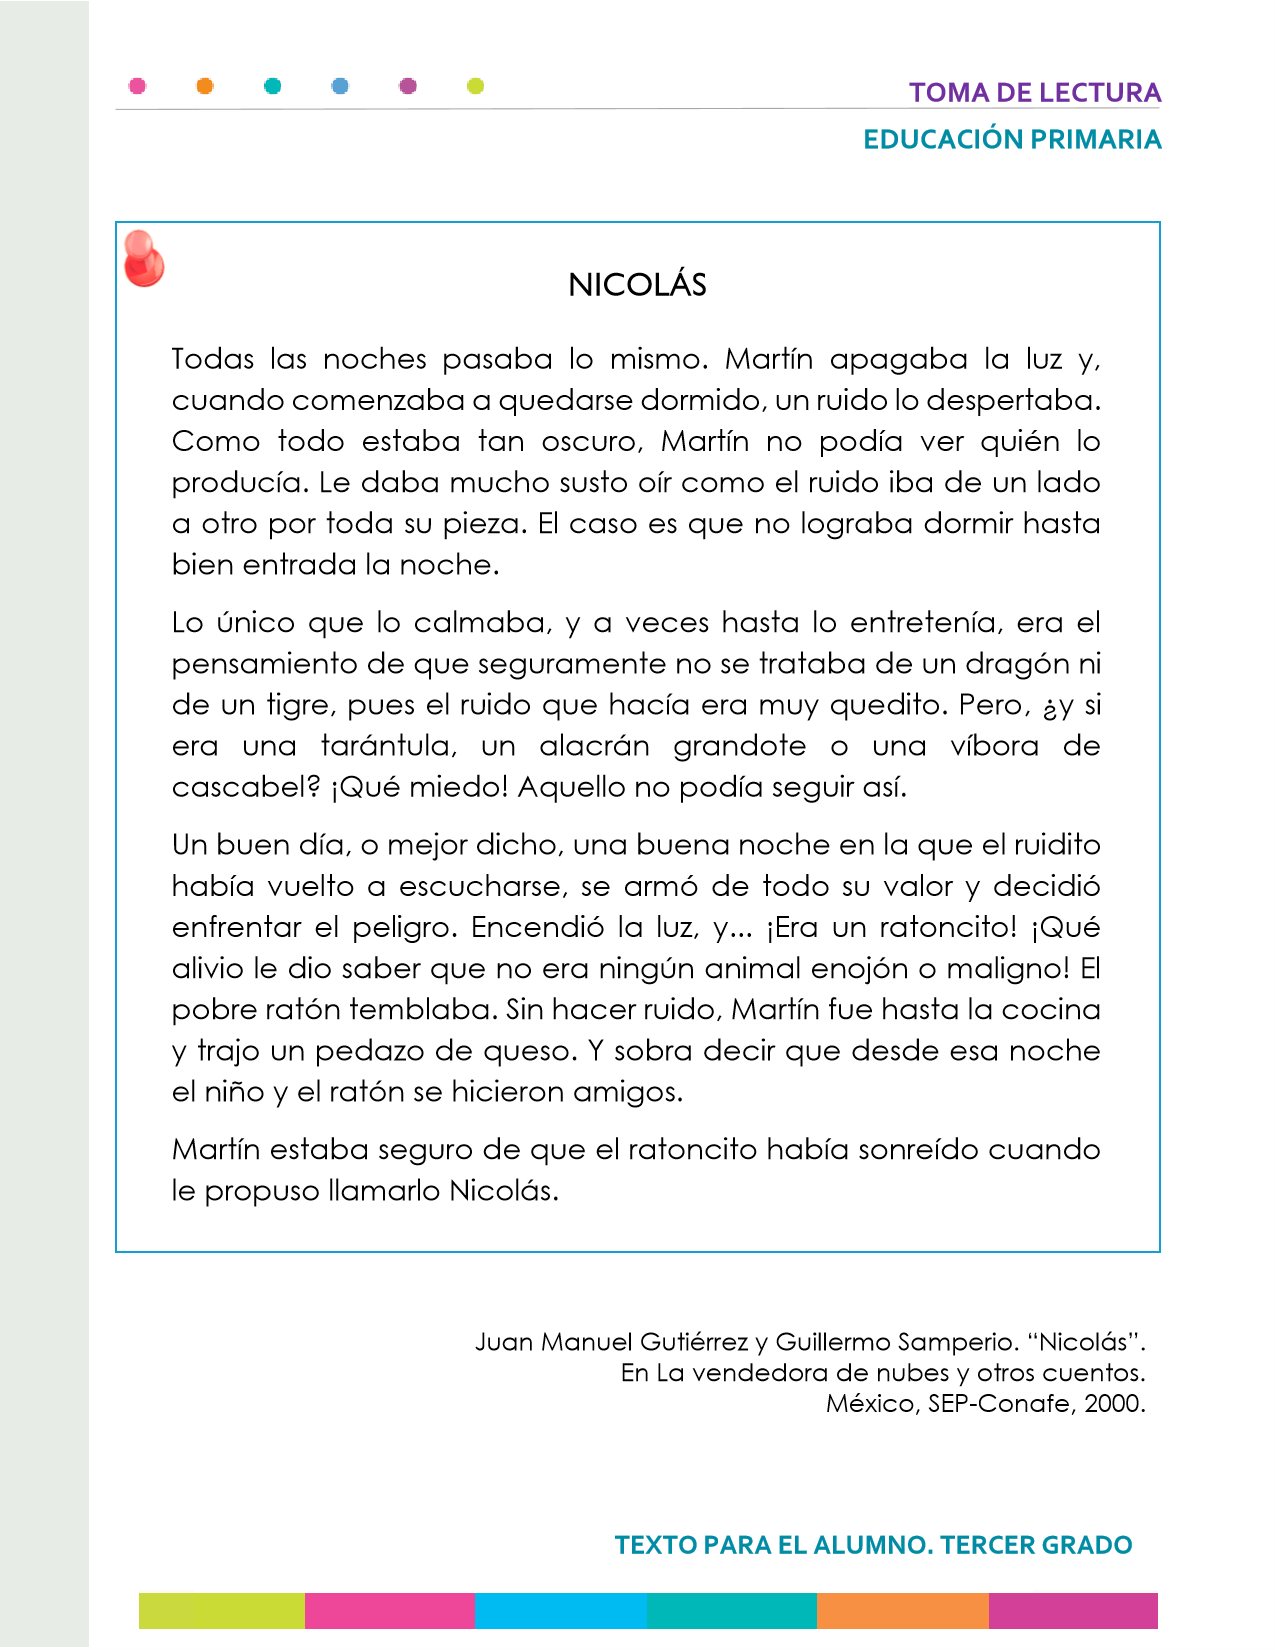 TOMA DE LECTURA
EDUCACIÓN PRIMARIA
NICOLÁS
Todas las noches pasaba lo mismo. Martín apagaba la luz y,
cuando comenzaba a quedarse dormido, un ruido lo despertaba.
Como todo estaba tan oscuro, Martín no podía ver quién lo
producía. Le daba mucho susto oír como el ruido iba de un lado
a otro por toda su pieza. El caso es que no lograba dormir hasta
bien entrada la noche.
Lo único que lo calmaba, y a veces hasta lo entretenía, era el
pensamiento de que seguramente no se trataba de un dragón ni
de un tigre, pues el ruido que hacía era muy quedito. Pero, ¿y si
era una tarántula, un alacrán grandote o una víbora de
cascabel? ¡Qué miedo! Aquello no podía seguir así.
Un buen día, o mejor dicho, una buena noche en la que el ruidito
había vuelto a escucharse, se armó de todo su valor y decidió
enfrentar el peligro. Encendió la luz, y... ¡Era un ratoncito! ¡Qué
alivio le dio saber que no era ningún animal enojón o maligno! El
pobre ratón temblaba. Sin hacer ruido, Martín fue hasta la cocina
y trajo un pedazo de queso. Y sobra decir que desde esa noche
el niño y el ratón se hicieron amigos.
Martín estaba seguro de que el ratoncito había sonreído cuando
le propuso llamarlo Nicolás.
Juan Manuel Gutiérrez y Guillermo Samperio. “Nicolás”.
En La vendedora de nubes y otros cuentos.
México, SEP-Conafe, 2000.
TEXTO PARA EL ALUMNO. TERCER GRADO